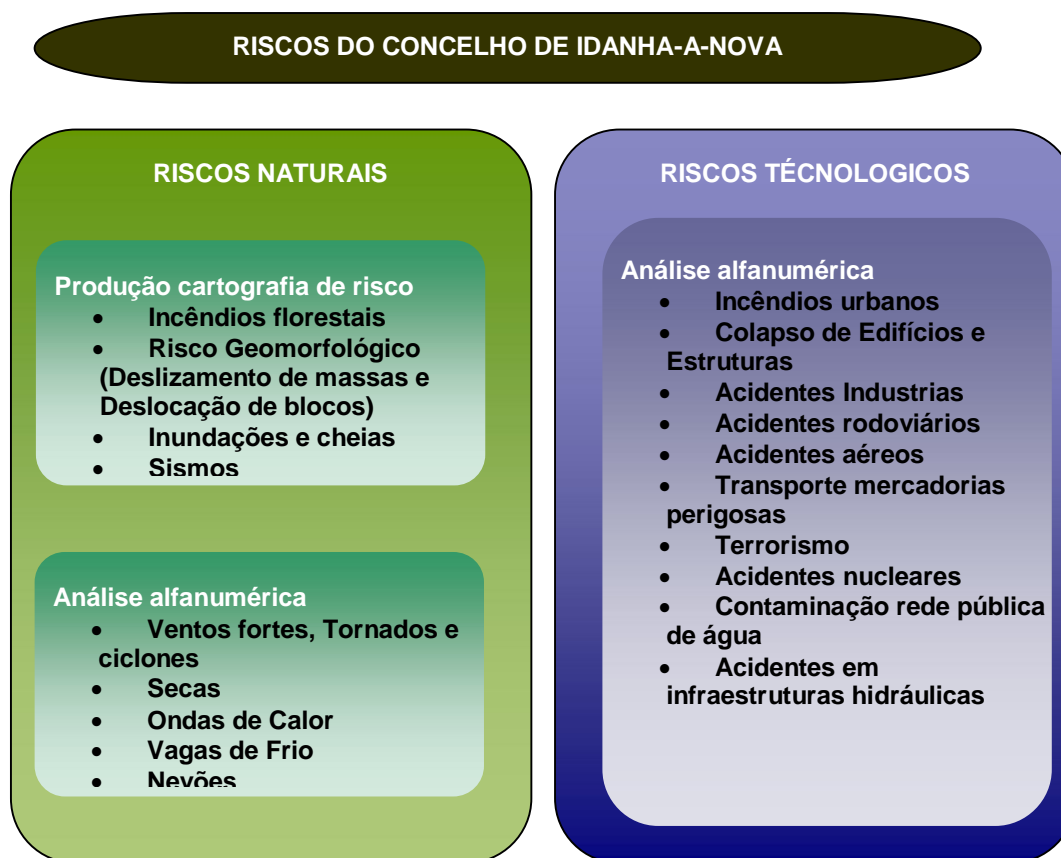 RISCOS DO CONCELHO DE IDANHA-A-NOVA
RISCOS NATURAIS
Produção cartografia de risco
• Incêndios florestais
• Risco Geomorfológico
(Deslizamento de massas e
Deslocação de blocos)
• Inundações e cheias
• Sismos
Análise alfanumérica
• Ventos fortes, Tornados e
ciclones
• Secas
• Ondas de Calor
• Vagas de Frio
• Nevões
RISCOS TÉCNOLOGICOS
Análise alfanumérica
• Incêndios urbanos
• Colapso de Edifícios e
Estruturas
• Acidentes Industrias
• Acidentes rodoviários
• Acidentes aéreos
• Transporte mercadorias
perigosas
• Terrorismo
• Acidentes nucleares
• Contaminação rede pública
de água
• Acidentes em
infraestruturas hidráulicas